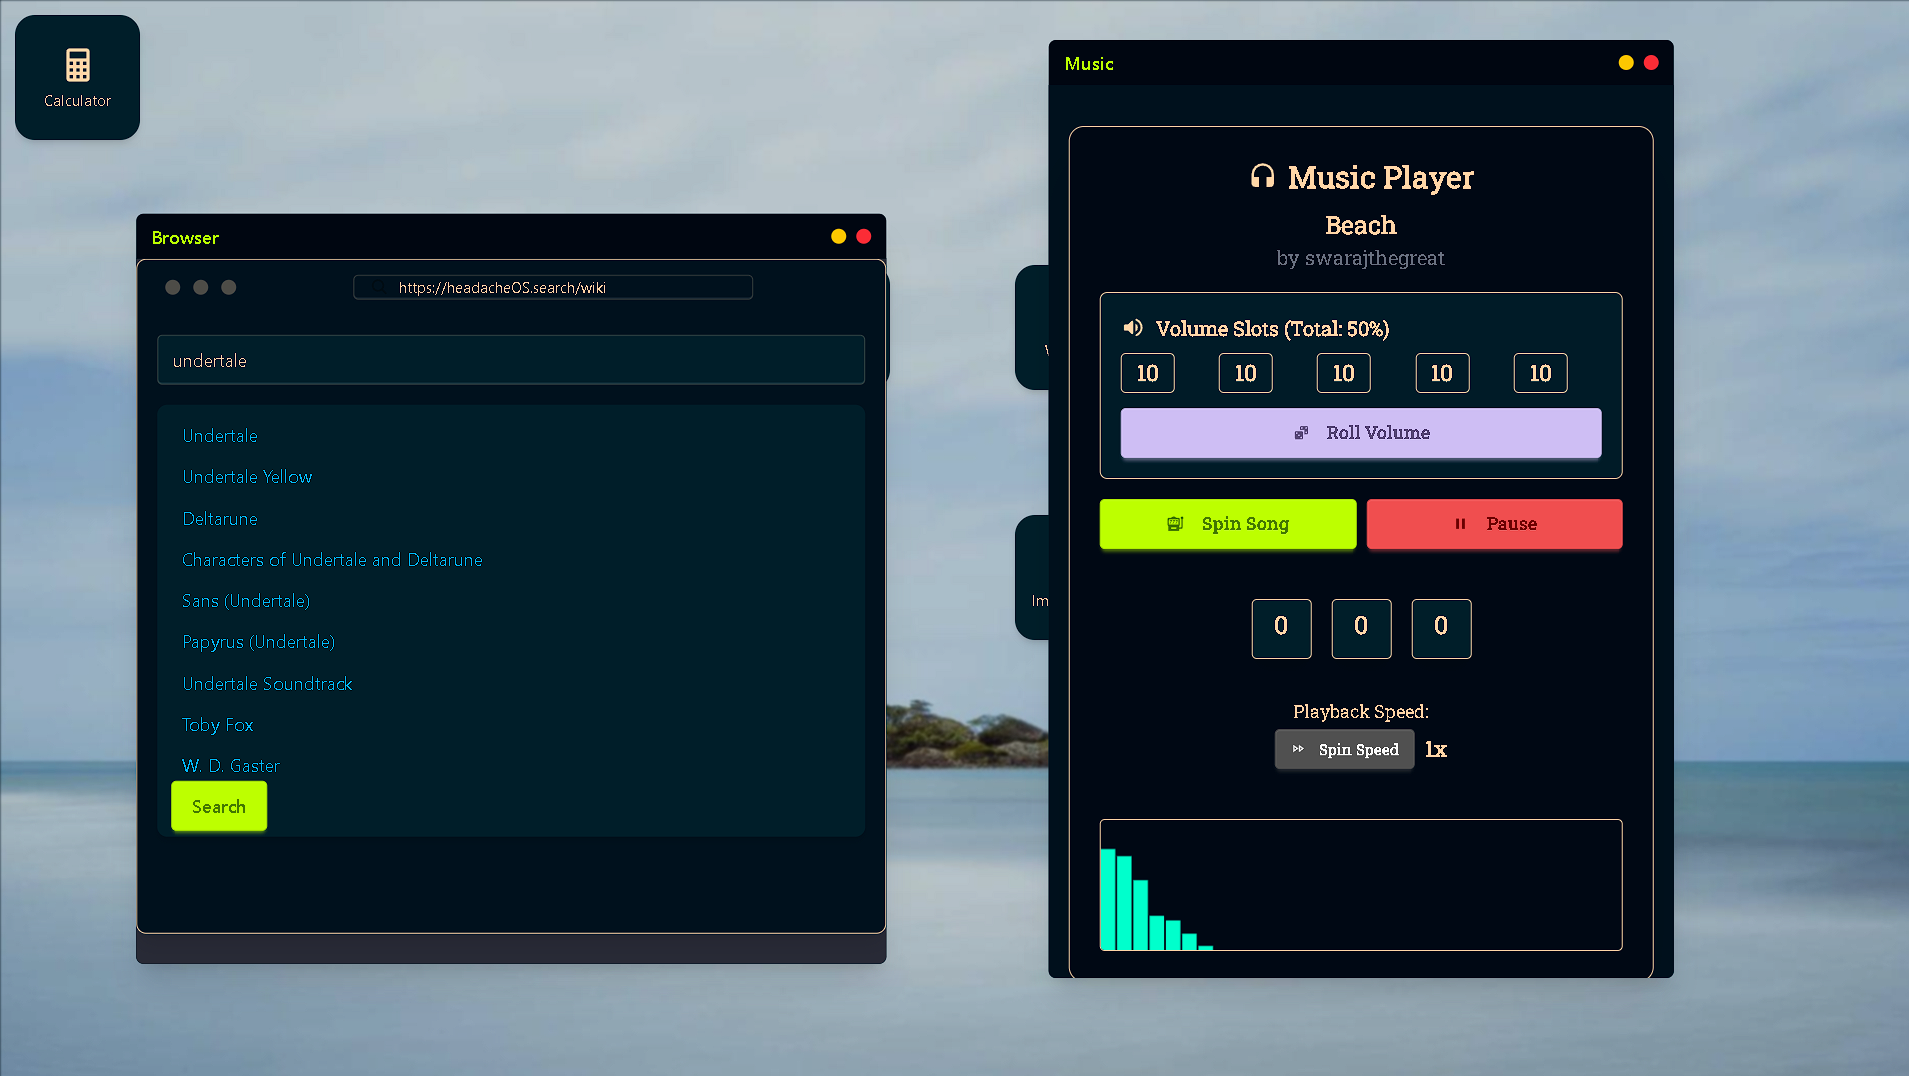 Calculator
Browser
https://headacheOS.search/wiki
undertale
Undertale
Undertale Yellow
Deltarune
Characters of Undertale and Deltarune
Sans (Undertale)
Papyrus (Undertale)
Undertale Soundtrack
Toby Fox
W. D. Gaster
Search
Im
Music
Music Player
Beach
by swarajthegreat
Volume Slots (Total: 50%)
10 10 10 10 10
Roll Volume
Spin Song Pause
0 0 0
Playback Speed:
Spin Speed 1x